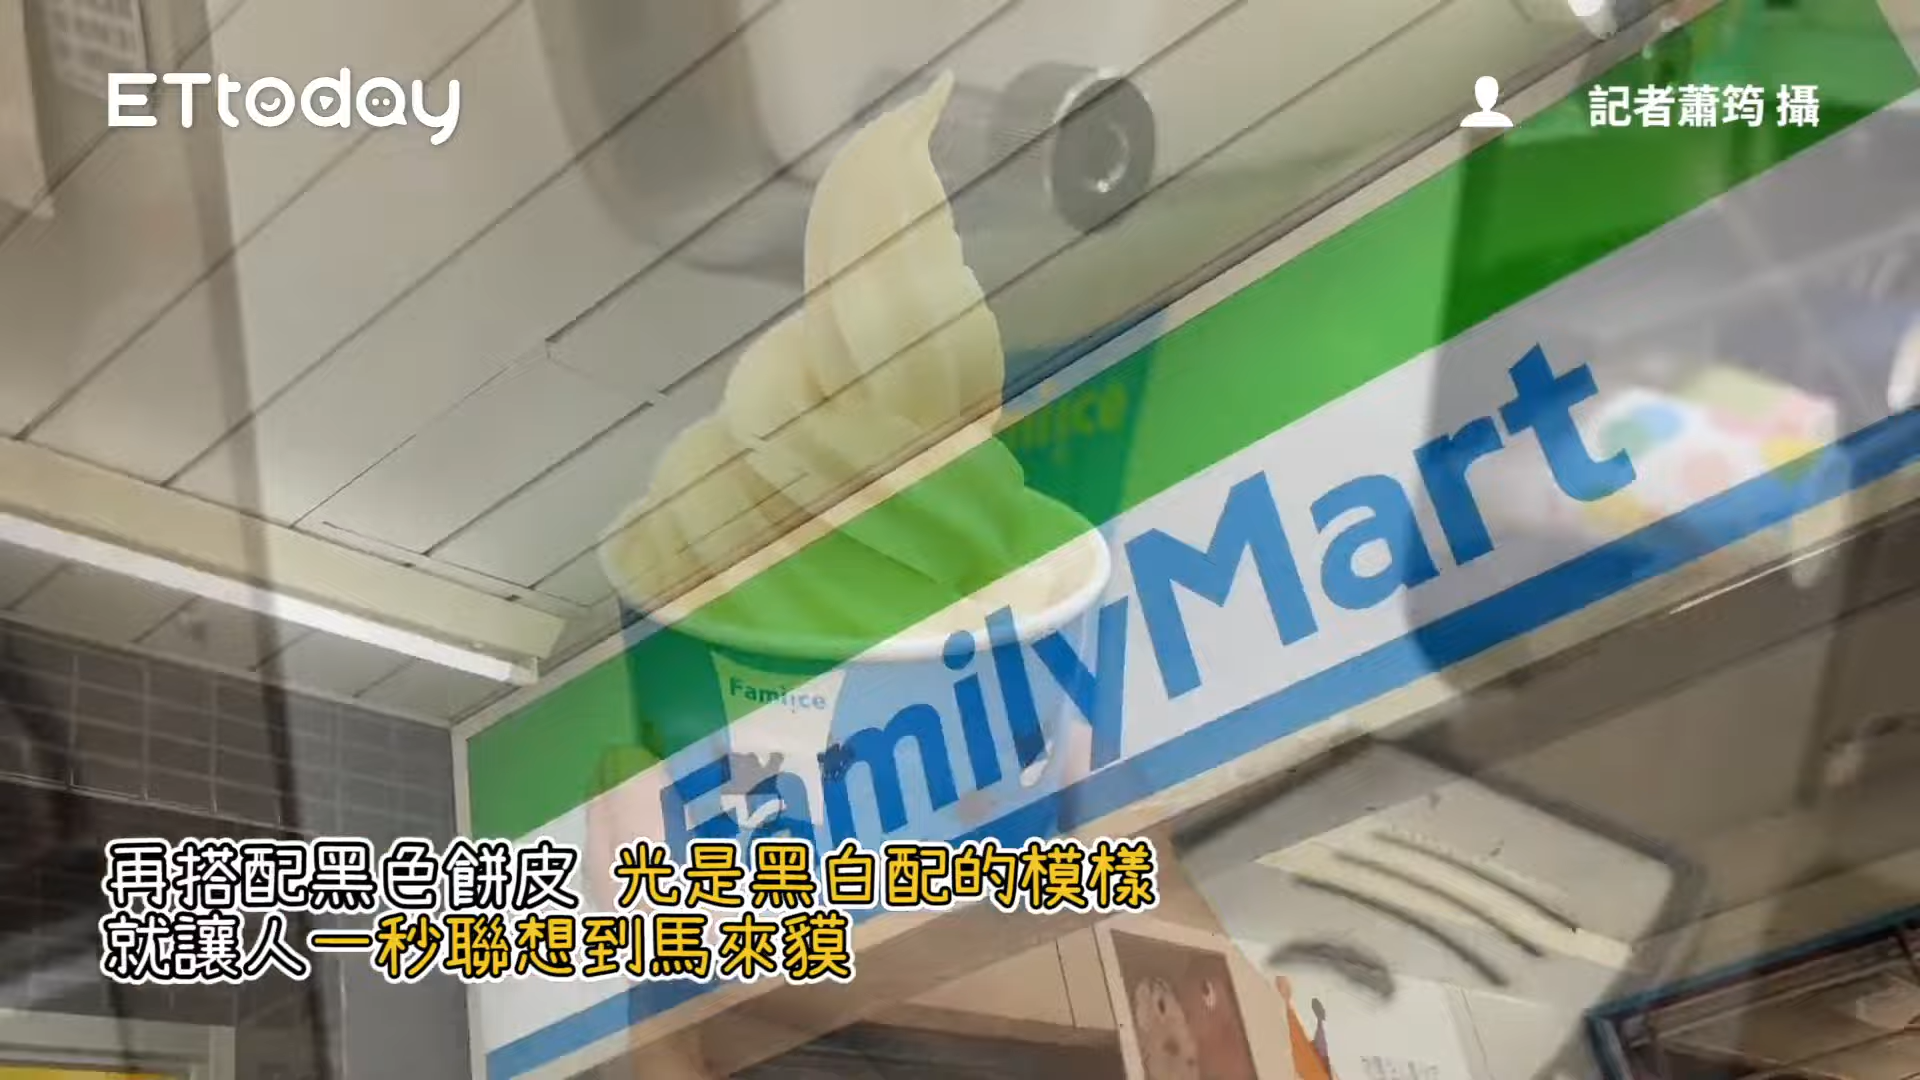 ETtoday
記者蕭筠 攝
Famiice
FamilyMart
Famiice
再搭配黑色餅皮 光是黑白配的模樣
就讓人一秒聯想到馬來貘